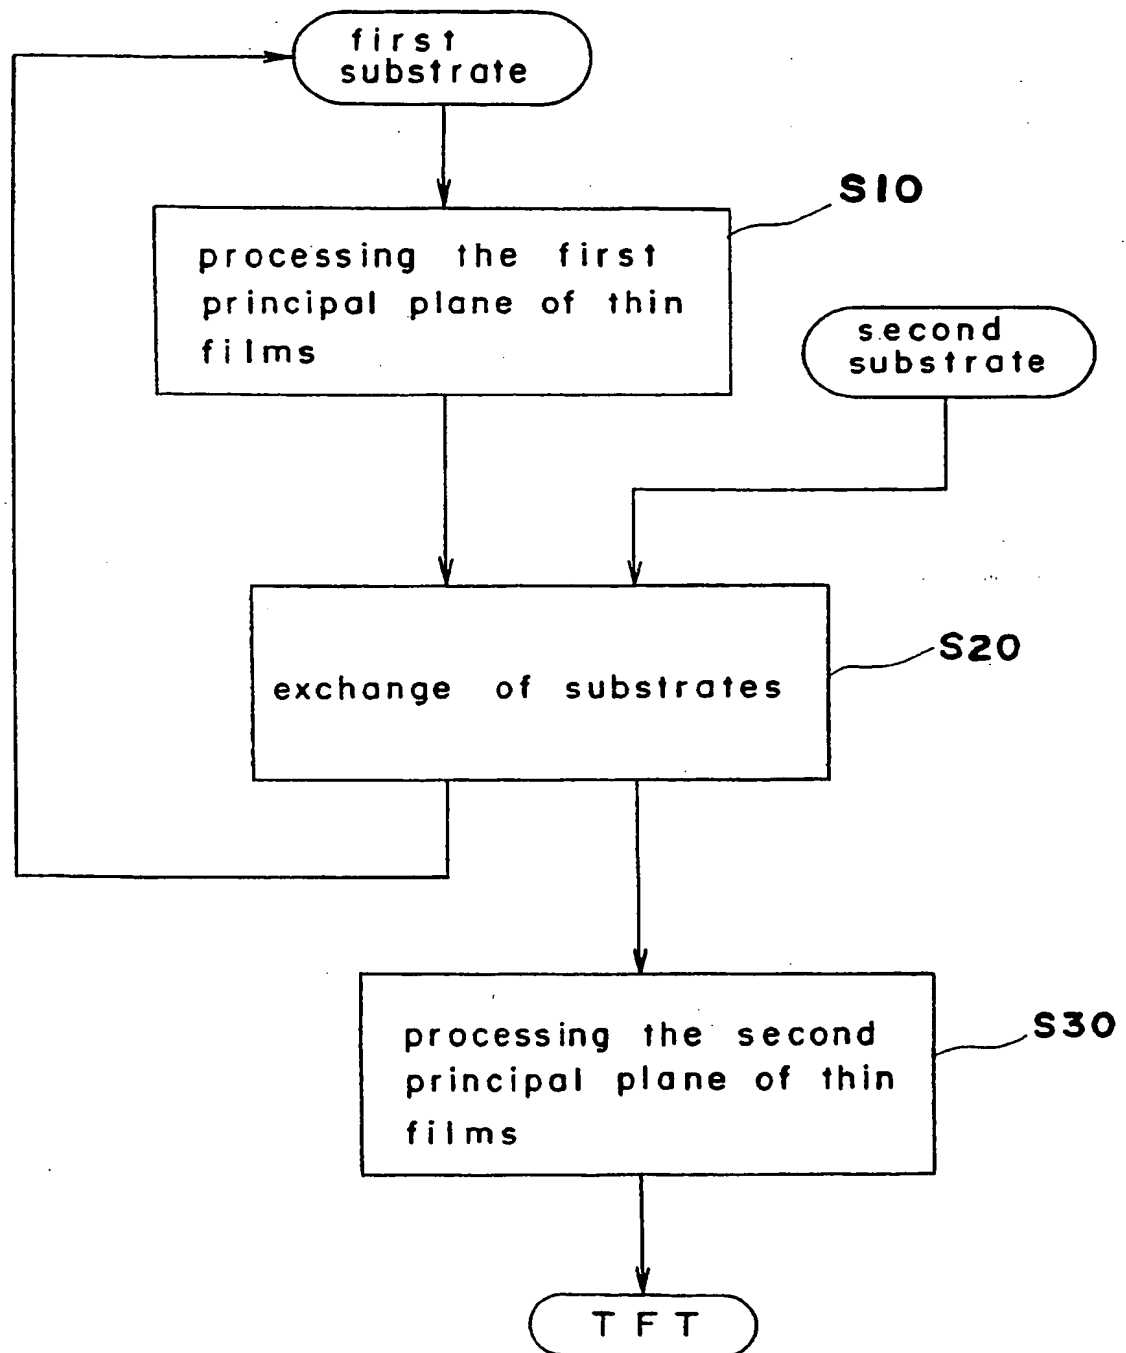 first
substrate
S10
processing the first
principal plane of thin
films
second
substrate
exchange of substrates
S20
processing the second
principal plane of thin
films
S30
TFT